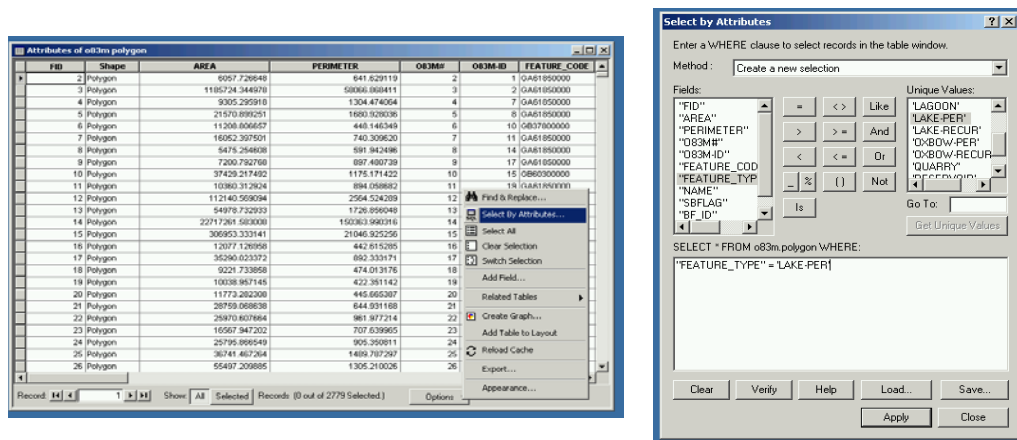 Attributes of o83m polygon
FID Shape AREA PERIMETER O83M# O83M-ID FEATURE_CODE
2 Polygon 6057.726648 641.629119 2 1 GA61850000
3 Polygon 1185724.344978 58066.868411 3 2 GA61850000
4 Polygon 9305.295918 1304.474064 4 7 GA61850000
5 Polygon 21570.899251 1680.928036 5 8 GA61850000
6 Polygon 11208.806657 440.146349 6 10 GB37800000
7 Polygon 16052.397501 740.309620 7 11 GA61850000
8 Polygon 5475.254608 591.942496 8 14 GA61850000
9 Polygon 7200.792768 897.480739 9 17 GA61850000
10 Polygon 37429.217492 1175.171422 10 15 GB60300000
11 Polygon 10360.312924 894.058682 11 19 GA61850000
12 Polygon 112140.569094 2564.524289 12
13 Polygon 54978.732933 1726.856048 13
14 Polygon 22717261.583008 150363.990316 14
15 Polygon 306953.333141 21046.925256 15
16 Polygon 12077.126958 442.615285 16
17 Polygon 35290.023372 892.333171 17
18 Polygon 9221.733858 474.013176 18
19 Polygon 10038.957145 422.351142 19
20 Polygon 11773.282308 445.665387 20
21 Polygon 28759.068638 644.931168 21
22 Polygon 25970.607664 961.977214 22
23 Polygon 16567.947202 707.639965 23
24 Polygon 25795.866549 905.350811 24
25 Polygon 36741.467264 1489.787297 25
26 Polygon 55497.209885 1305.210026 26
Find & Replace...
Select By Attributes...
Select All
Clear Selection
Switch Selection
Add Field...
Related Tables
Create Graph...
Add Table to Layout
Reload Cache
Export...
Appearance...
Record: 1 Show: All Selected Records (0 out of 2779 Selected.) Options
Select by Attributes
Enter a WHERE clause to select records in the table window.
Method : Create a new selection
Fields: Unique Values:
"FID"
"AREA"
"PERIMETER"
"O83M#"
"O83M-ID"
"FEATURE_COD
"FEATURE_TYP
"NAME"
"SBFLAG"
"BF_ID"
= < > Like
> > = And
< < = Or
_ % ( ) Not
Is
'LAGOON'
'LAKE-PER'
'LAKE-RECUR'
'OXBOW-PER'
'OXBOW-RECUR
'QUARRY'
'RESERVOIR'
Go To:
Get Unique Values
SELECT * FROM o83m.polygon WHERE:
"FEATURE_TYPE" = 'LAKE-PER'
Clear Verify Help Load... Save...
Apply Close